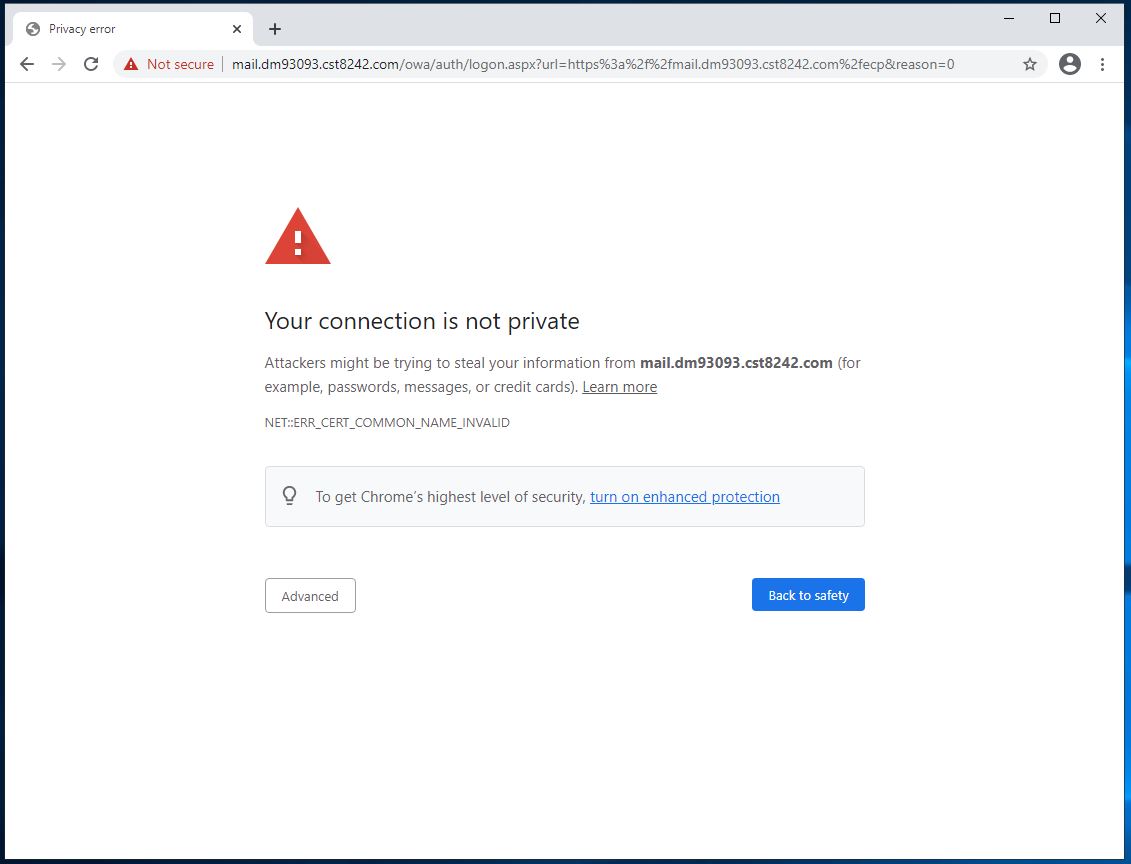 Privacy error
Not secure | mail.dm93093.cst8242.com/owa/auth/logon.aspx?url=https%3a%2f%2fmail.dm93093.cst8242.com%2fecp&reason=0
Your connection is not private
Attackers might be trying to steal your information from mail.dm93093.cst8242.com (for
example, passwords, messages, or credit cards). Learn more
NET::ERR_CERT_COMMON_NAME_INVALID
To get Chrome's highest level of security, turn on enhanced protection
Advanced
Back to safety